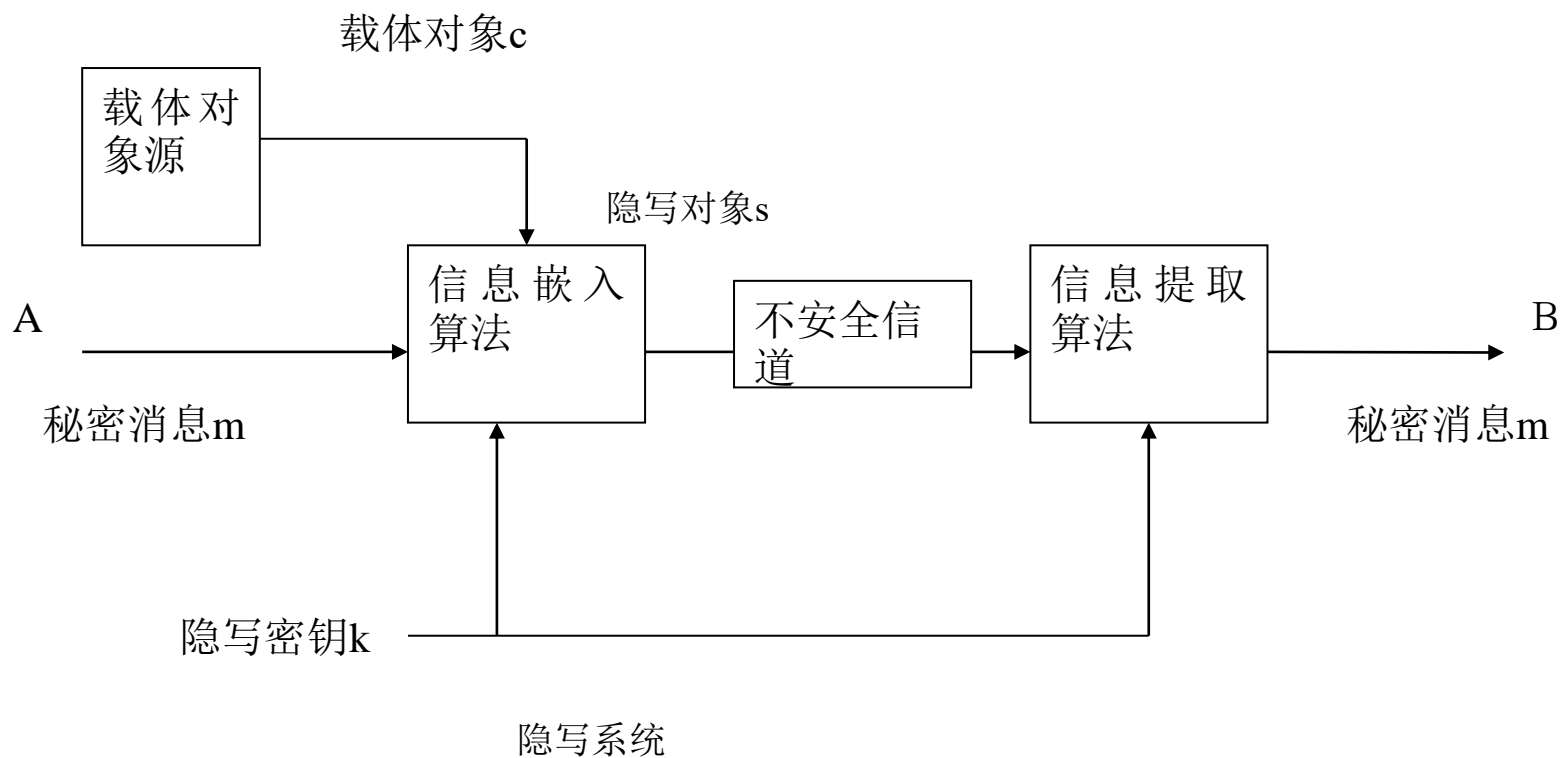 载体对象c
载体对
象源
隐写对象s
信息嵌入
算法
不安全信
道
信息提取
算法
A
B
秘密消息m
秘密消息m
隐写密钥k
隐写系统